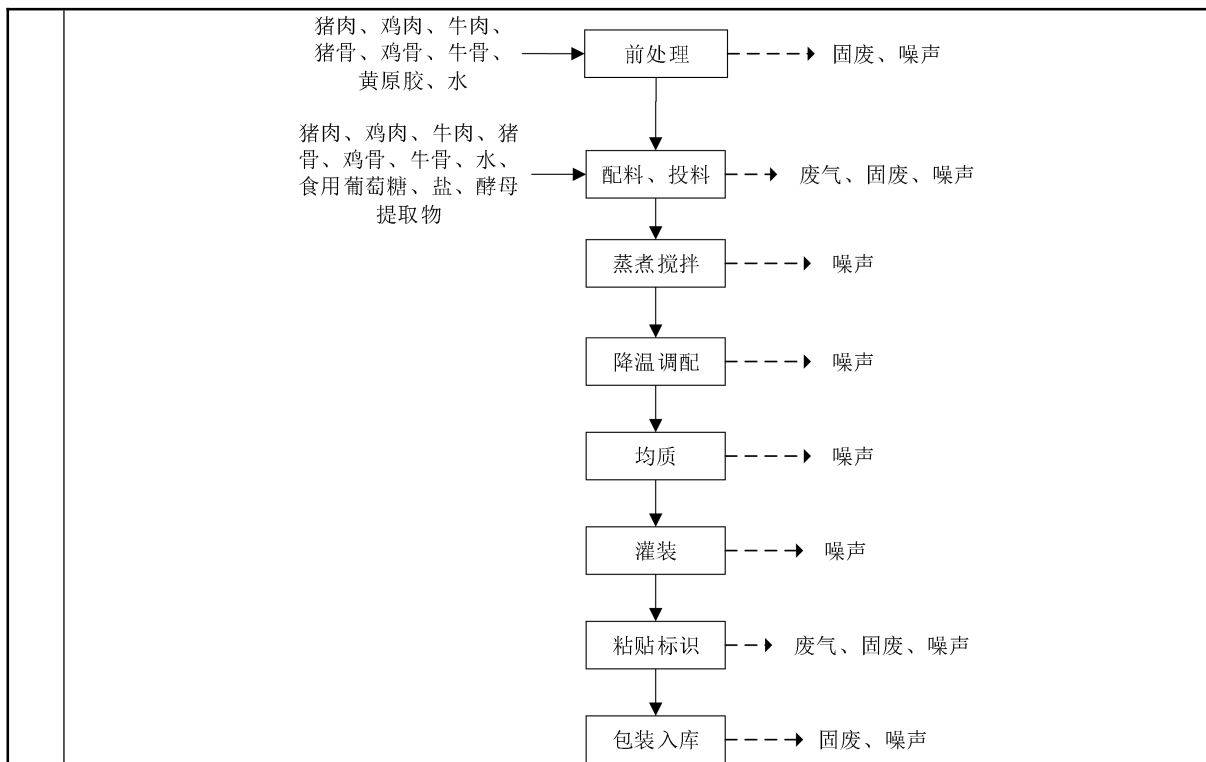 猪肉、鸡肉、牛肉、
猪骨、鸡骨、牛骨、
黄原胶、水
前处理
固废、噪声
猪肉、鸡肉、牛肉、猪
骨、鸡骨、牛骨、水、
食用葡萄糖、盐、酵母
提取物
配料、投料
废气、固废、噪声
蒸煮搅拌
噪声
降温调配
噪声
均质
噪声
灌装
噪声
粘贴标识
废气、固废、噪声
包装入库
固废、噪声